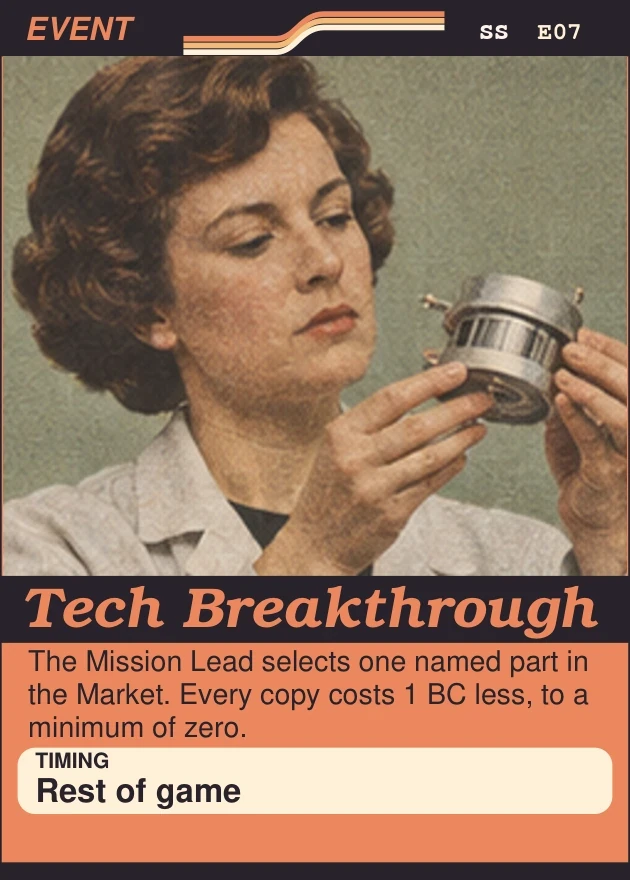 EVENT
SS E07
Tech Breakthrough
The Mission Lead selects one named part in
the Market. Every copy costs 1 BC less, to a
minimum of zero.
TIMING
Rest of game